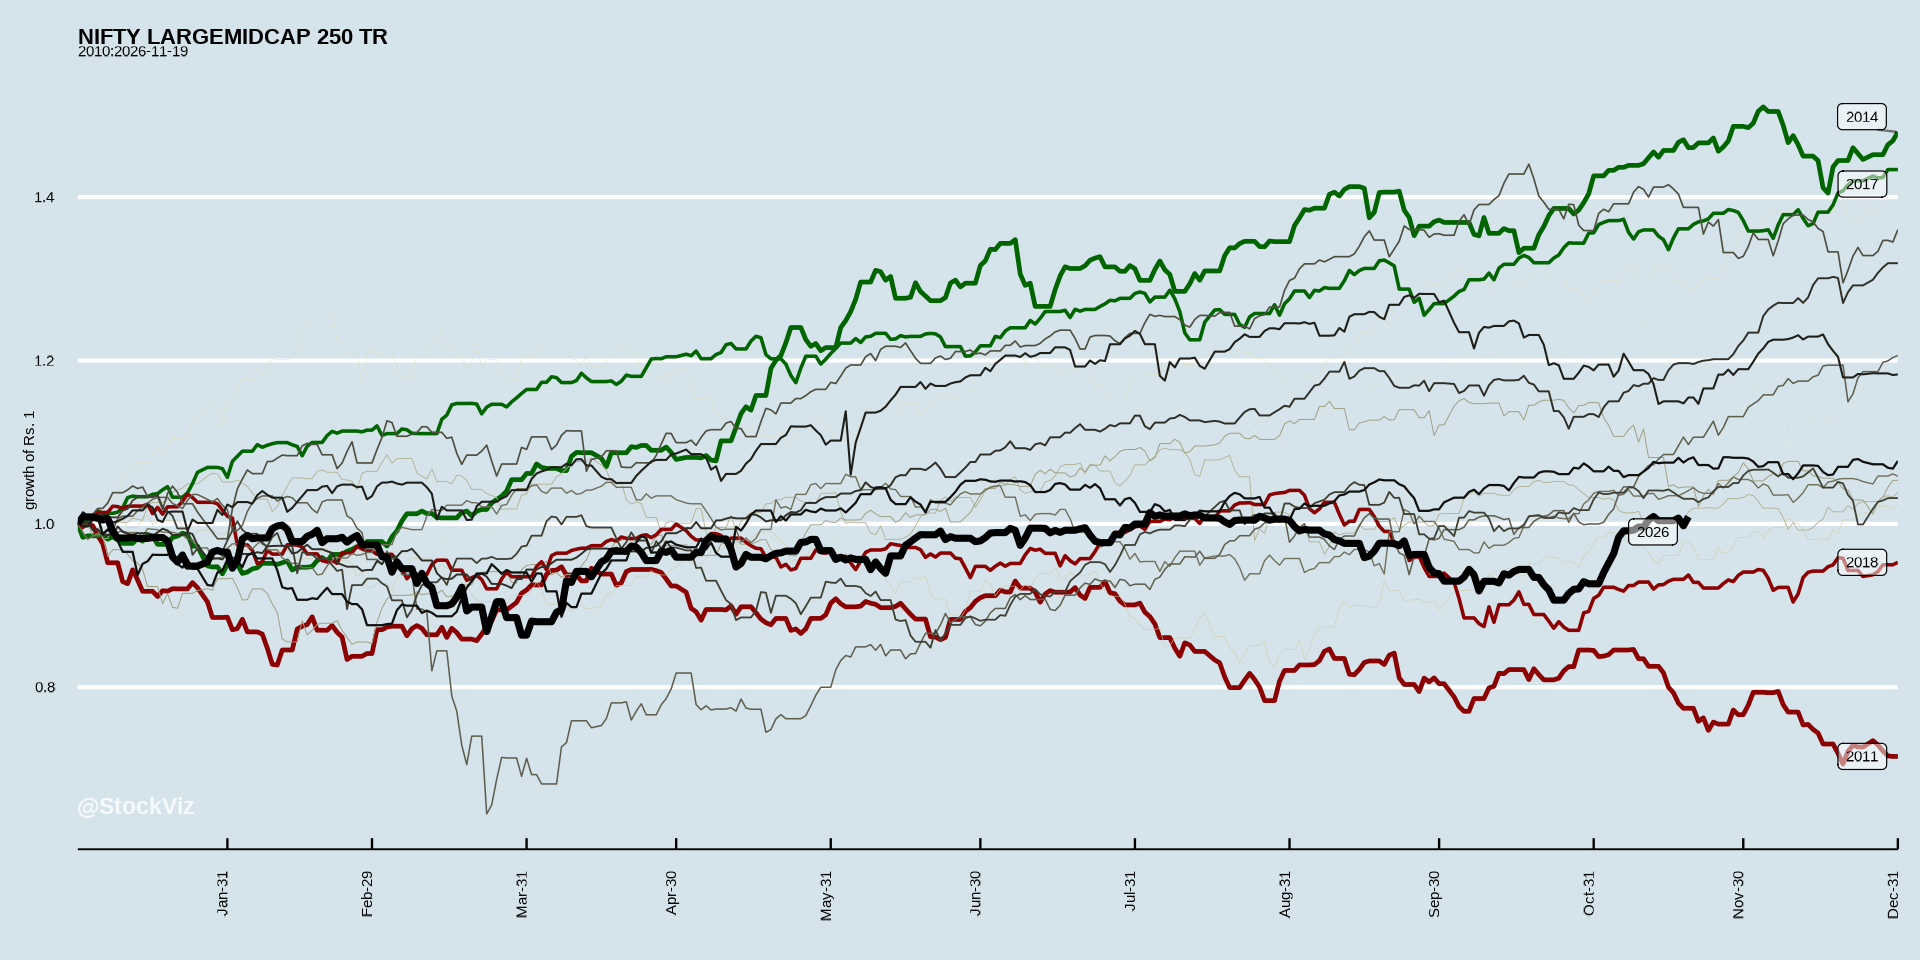 NIFTY LARGEMIDCAP 250 TR
2010:2026-11-19
growth of Rs. 1
1.4
1.2
1.0
0.8
2014
2017
2026
2018
2011
@StockViz
Jan-31
Feb-29
Mar-31
Apr-30
May-31
Jun-30
Jul-31
Aug-31
Sep-30
Oct-31
Nov-30
Dec-31